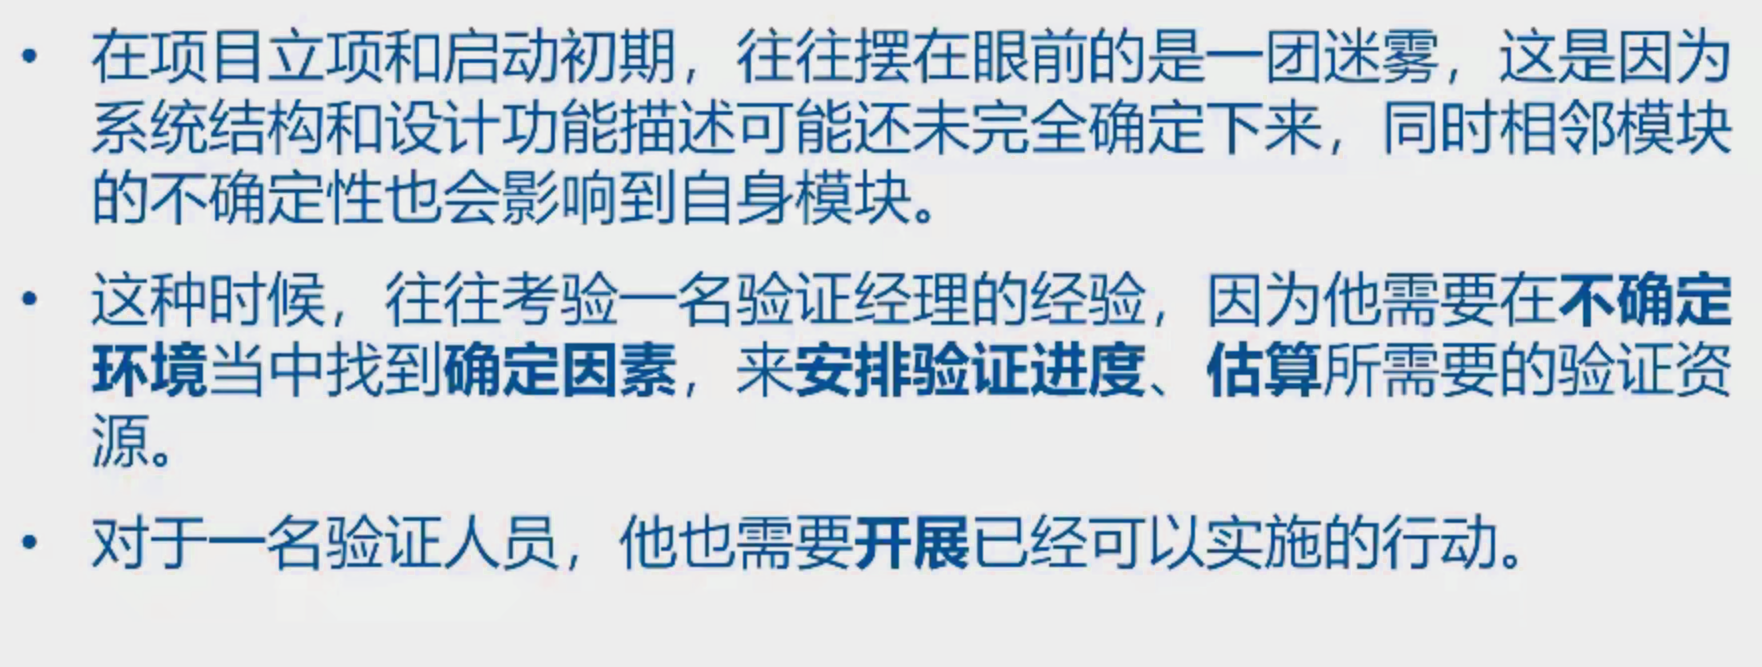 • 在项目立项和启动初期，往往摆在眼前的是一团迷雾，这是因为
系统结构和设计功能描述可能还未完全确定下来，同时相邻模块
的不确定性也会影响到自身模块。
• 这种时候，往往考验一名验证经理的经验，因为他需要在不确定
环境当中找到确定因素，来安排验证进度、估算所需要的验证资
源。
• 对于一名验证人员，他也需要开展已经可以实施的行动。